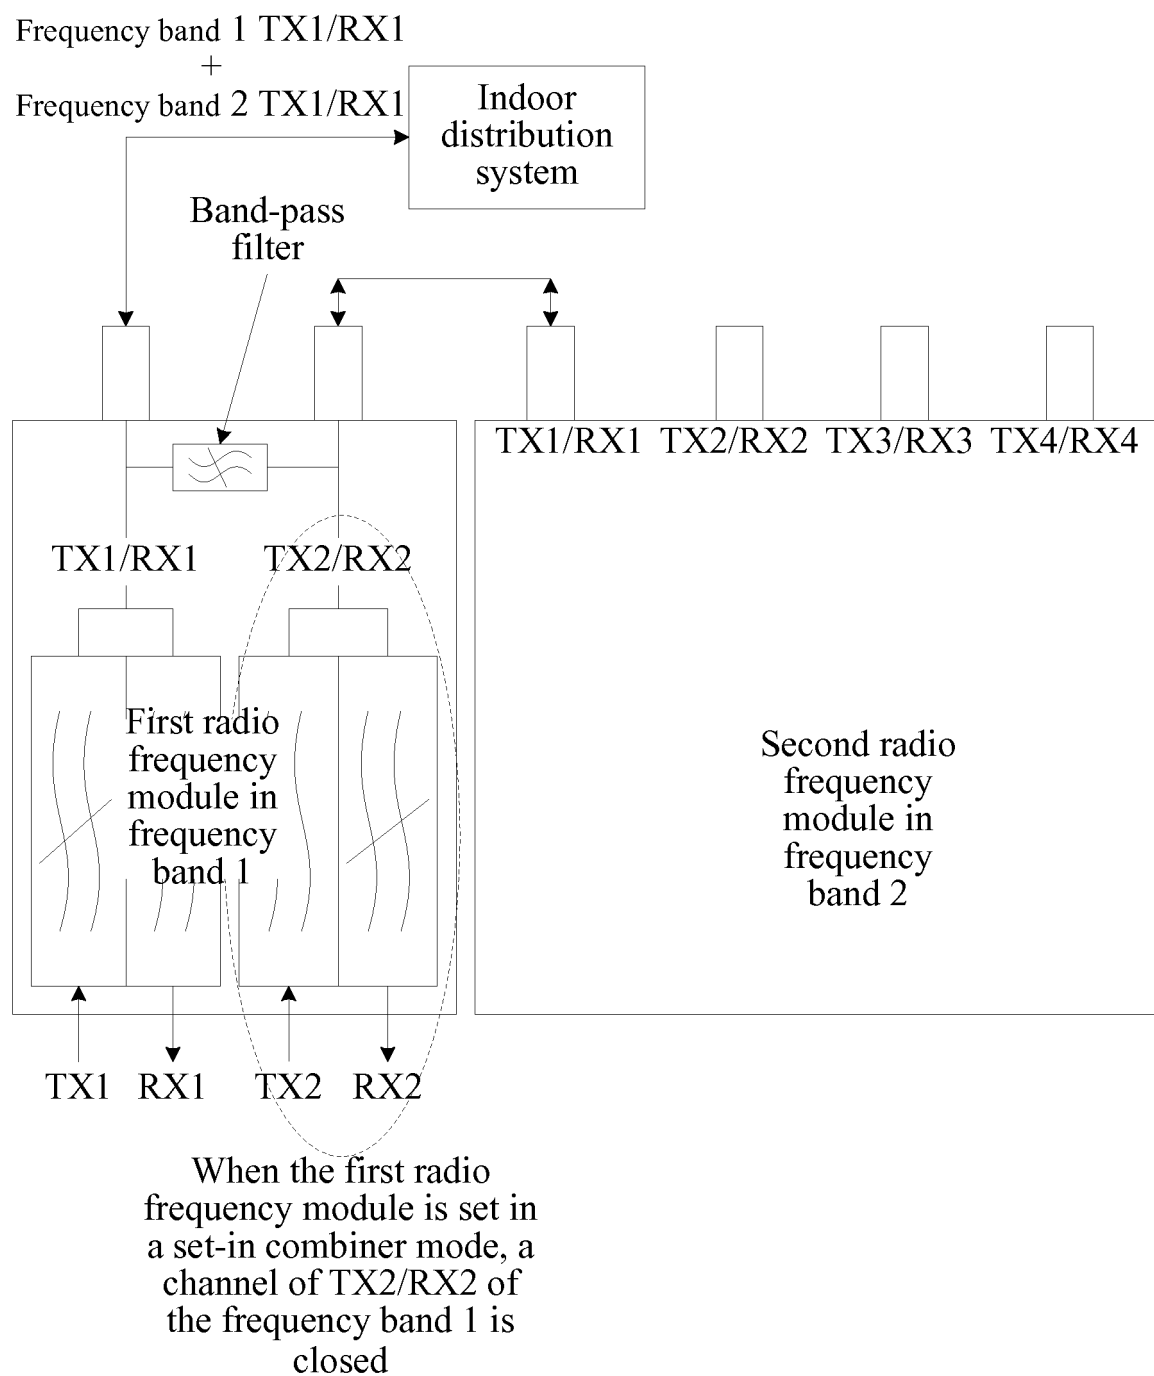 Frequency band 1 TX1/RX1
+
Frequency band 2 TX1/RX1
Indoor
distribution
system
Band-pass
filter
TX1/RX1
TX2/RX2
TX3/RX3
TX4/RX4
TX1/RX1
TX2/RX2
First radio
frequency
module in
frequency
band 1
Second radio
frequency
module in
frequency
band 2
TX1
RX1
TX2
RX2
When the first radio
frequency module is set in
a set-in combiner mode, a
channel of TX2/RX2 of
the frequency band 1 is
closed